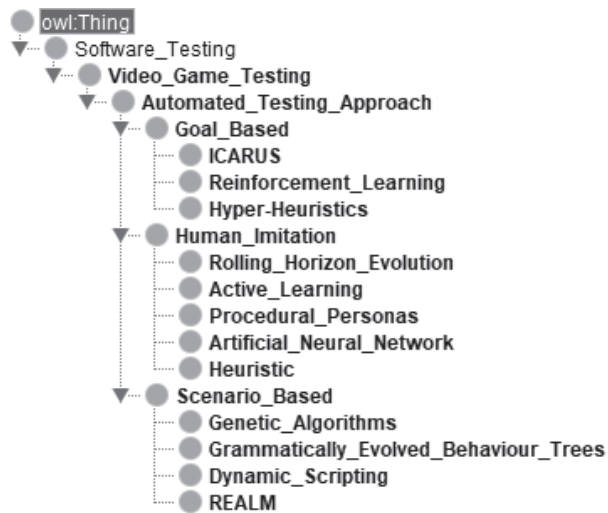 owl:Thing
Software_Testing
Video_Game_Testing
Automated_Testing_Approach
Goal_Based
ICARUS
Reinforcement_Learning
Hyper-Heuristics
Human_Imitation
Rolling_Horizon_Evolution
Active_Learning
Procedural_Personas
Artificial_Neural_Network
Heuristic
Scenario_Based
Genetic_Algorithms
Grammatically_Evolved_Behaviour_Trees
Dynamic_Scripting
REALM